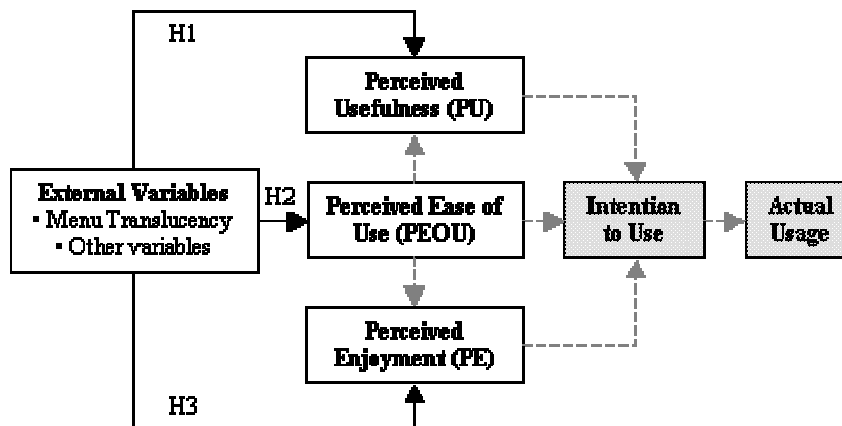 H1
Perceived
Usefulness (PU)
External Variables
▪ Menu Translucency
▪ Other variables
H2
Perceived Ease of
Use (PEOU)
Intention
to Use
Actual
Usage
Perceived
Enjoyment (PE)
H3